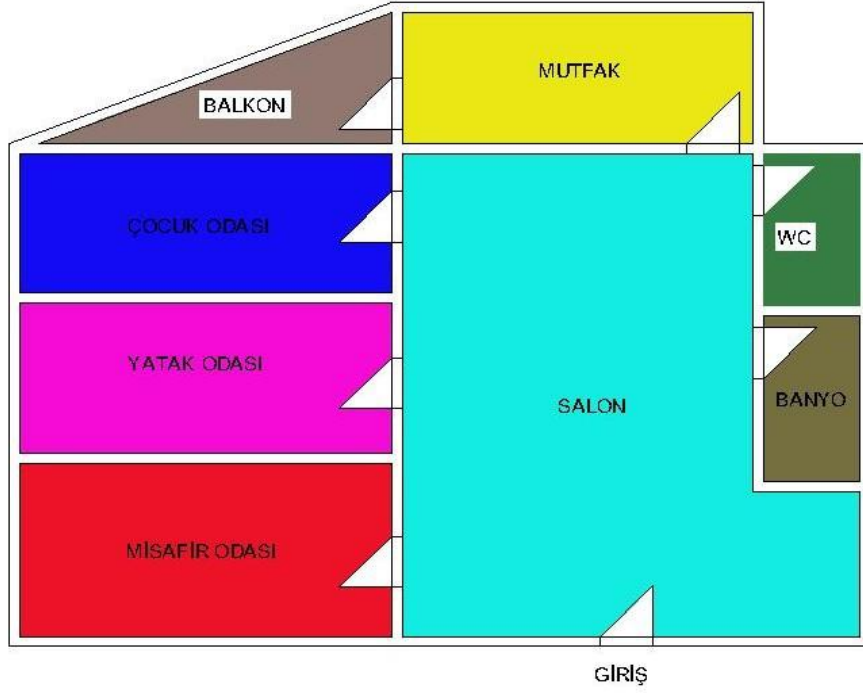 MUTFAK
BALKON
ÇOCUK ODASI
WC
YATAK ODASI
SALON
BANYO
MİSAFİR ODASI
GİRİŞ